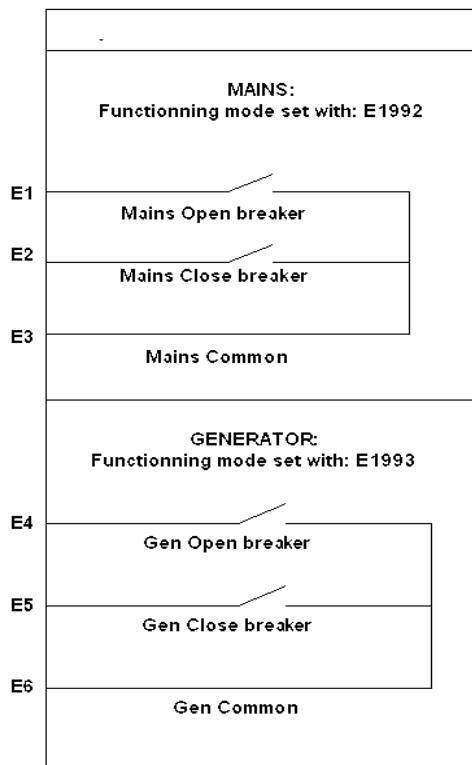 MAINS:
Functionning mode set with: E1992
E1
Mains Open breaker
E2
Mains Close breaker
E3
Mains Common
GENERATOR:
Functionning mode set with: E1993
E4
Gen Open breaker
E5
Gen Close breaker
E6
Gen Common